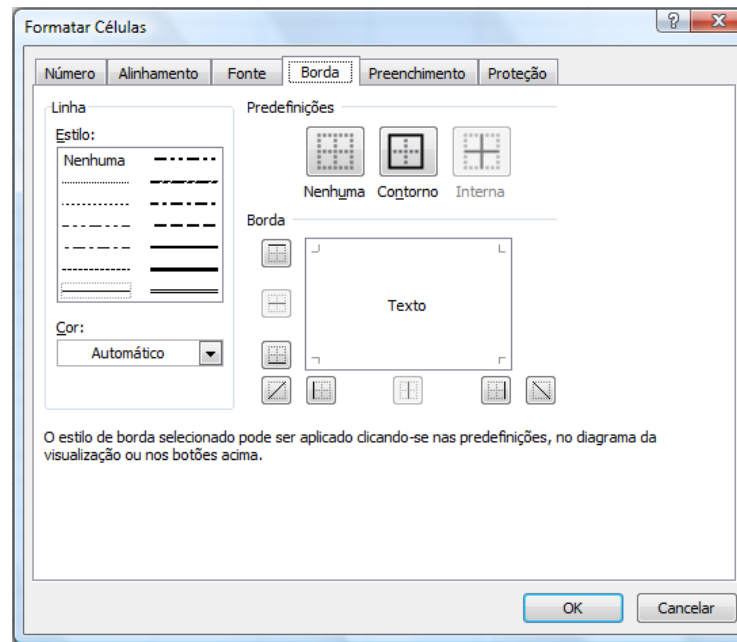 Formatar Células
Número Alinhamento Fonte Borda Preenchimento Proteção
Linha
Estilo:
Nenhuma
Cor:
Automático
Predefinições
Nenhuma Contorno Interna
Borda
Texto
O estilo de borda selecionado pode ser aplicado clicando-se nas predefinições, no diagrama da
visualização ou nos botões acima.
OK Cancelar